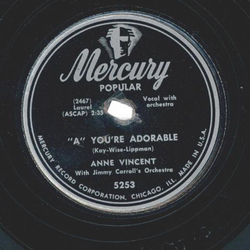 Mercury
POPULAR
(2467)
Laurel
(ASCAP) 2:33
Vocal with
orchestra
"A" YOU'RE ADORABLE
(Kay-Wise-Lippman)
ANNE VINCENT
With Jimmy Carroll's Orchestra
5253
MERCURY RECORD CORPORATION, CHICAGO, ILL. MADE IN U.S.A.